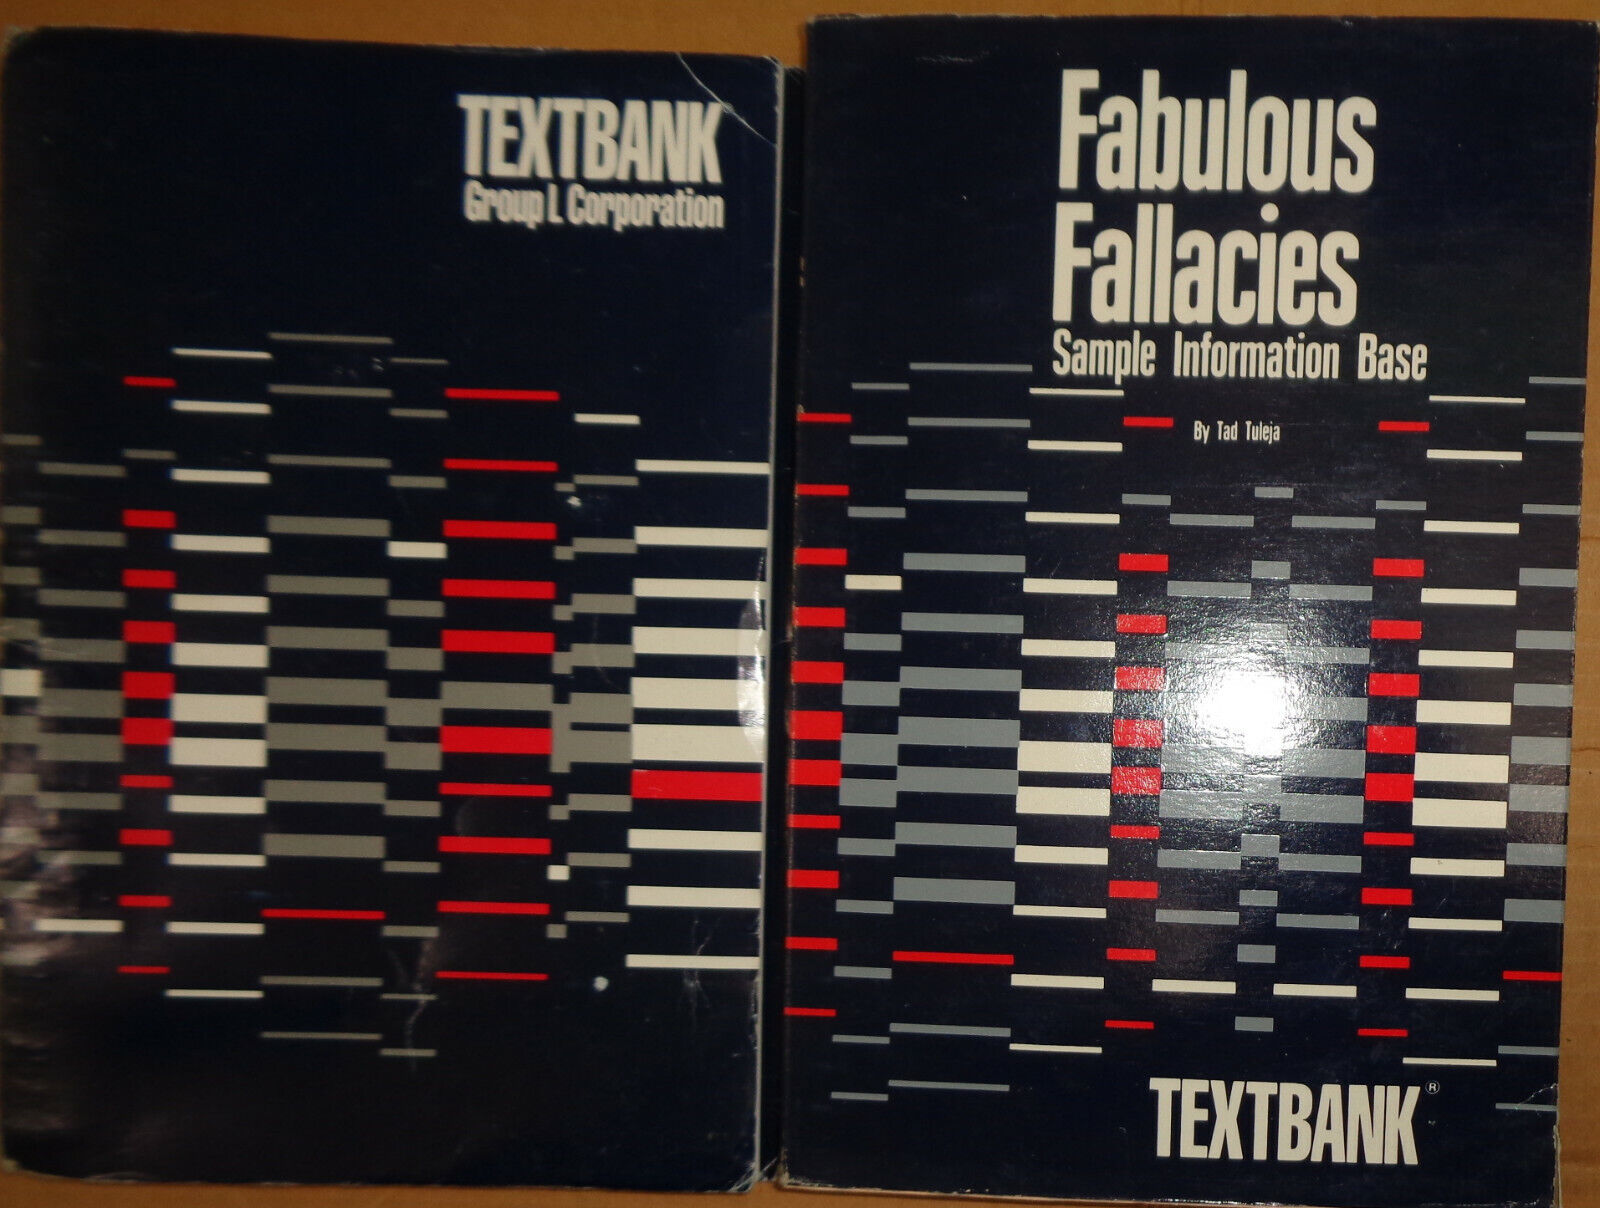 TEXTBANK
Group L Corporation
Fabulous
Fallacies
Sample Information Base
By Tad Tuleja
TEXTBANK®